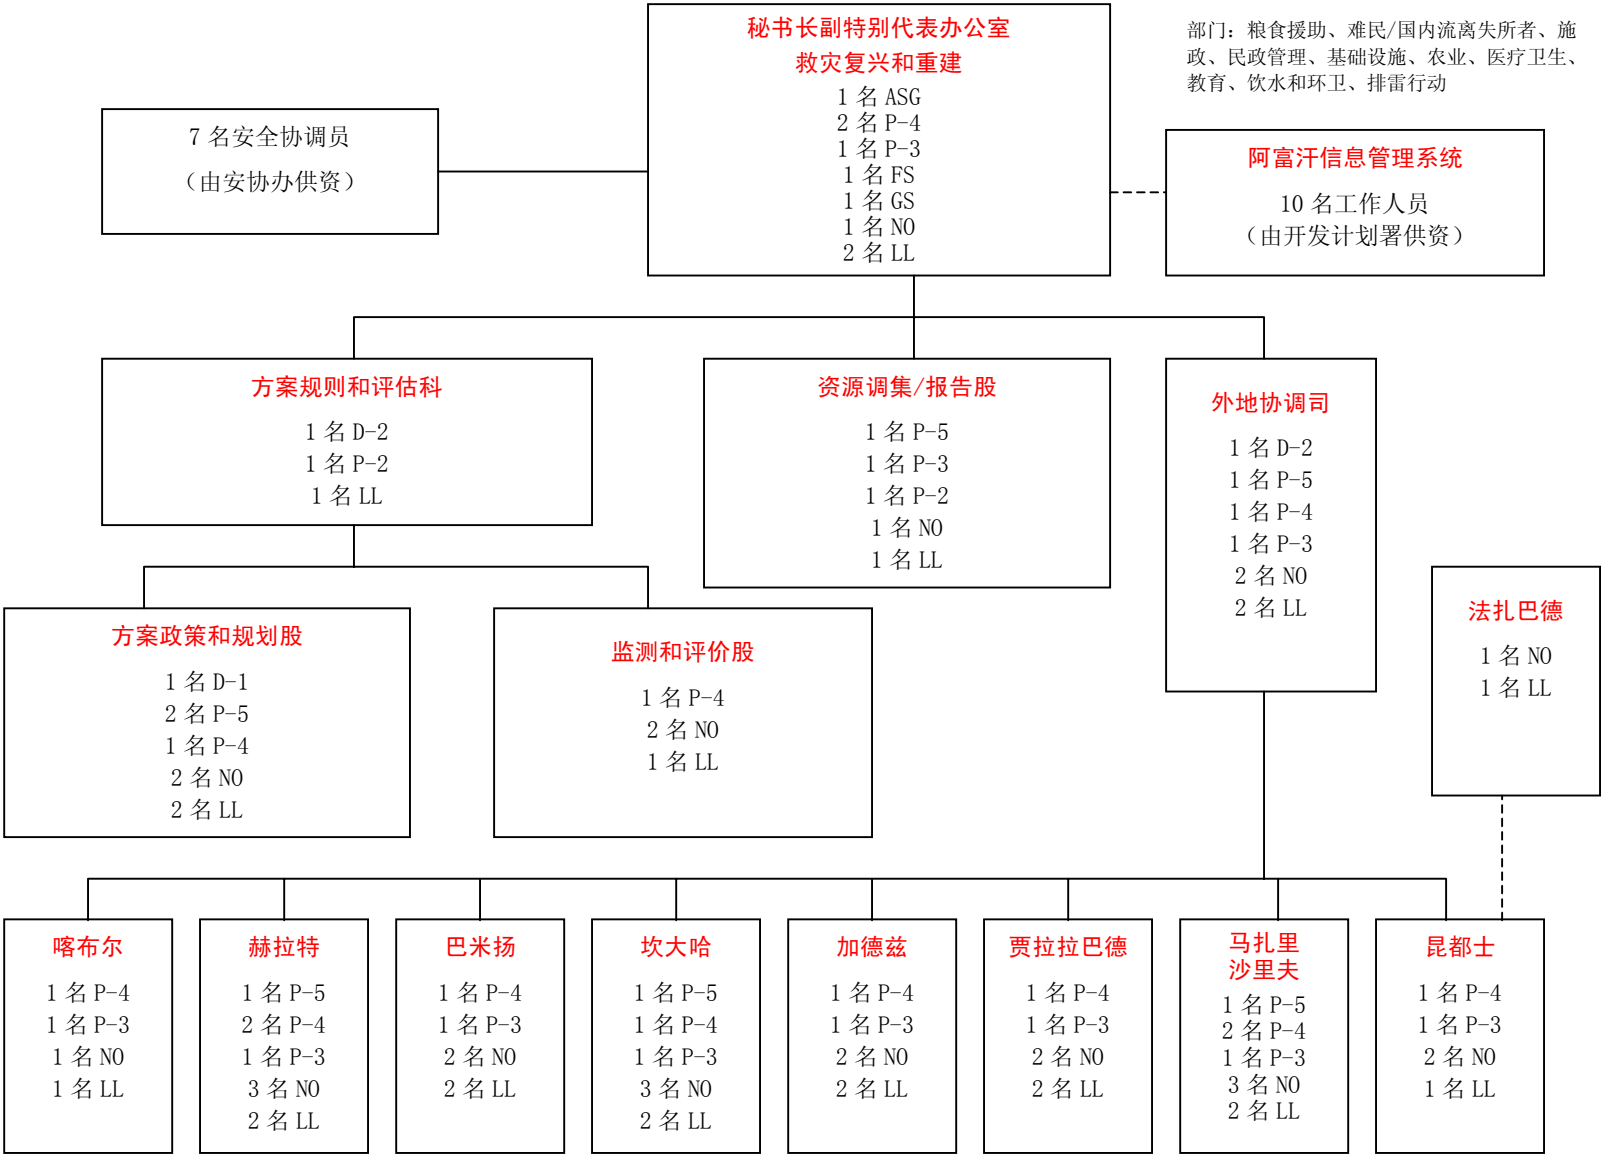 秘书长副特别代表办公室
救灾复兴和重建
1 名 ASG
2 名 P-4
1 名 P-3
1 名 FS
1 名 GS
1 名 NO
2 名 LL
部门：粮食援助、难民/国内流离失所者、施
政、民政管理、基础设施、农业、医疗卫生、
教育、饮水和环卫、排雷行动
7 名安全协调员
（由安协办供资）
阿富汗信息管理系统
10 名工作人员
（由开发计划署供资）
方案规则和评估科
1 名 D-2
1 名 P-2
1 名 LL
资源调集/报告股
1 名 P-5
1 名 P-3
1 名 P-2
1 名 NO
1 名 LL
外地协调司
1 名 D-2
1 名 P-5
1 名 P-4
1 名 P-3
2 名 NO
2 名 LL
方案政策和规划股
1 名 D-1
2 名 P-5
1 名 P-4
2 名 NO
2 名 LL
监测和评价股
1 名 P-4
2 名 NO
1 名 LL
法扎巴德
1 名 NO
1 名 LL
喀布尔
1 名 P-4
1 名 P-3
1 名 NO
1 名 LL
赫拉特
1 名 P-5
2 名 P-4
1 名 P-3
3 名 NO
2 名 LL
巴米扬
1 名 P-4
1 名 P-3
2 名 NO
2 名 LL
坎大哈
1 名 P-5
1 名 P-4
1 名 P-3
3 名 NO
2 名 LL
加德兹
1 名 P-4
1 名 P-3
2 名 NO
2 名 LL
贾拉拉巴德
1 名 P-4
1 名 P-3
2 名 NO
2 名 LL
马扎里
沙里夫
1 名 P-5
2 名 P-4
1 名 P-3
3 名 NO
2 名 LL
昆都士
1 名 P-4
1 名 P-3
2 名 NO
1 名 LL